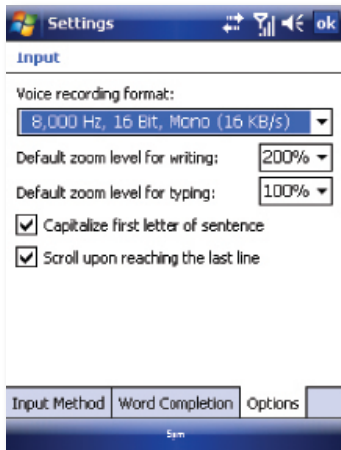 Settings
ok
Input
Voice recording format:
8,000 Hz, 16 Bit, Mono (16 KB/s)
Default zoom level for writing: 200%
Default zoom level for typing: 100%
Capitalize first letter of sentence
Scroll upon reaching the last line
Input Method Word Completion Options
Sym